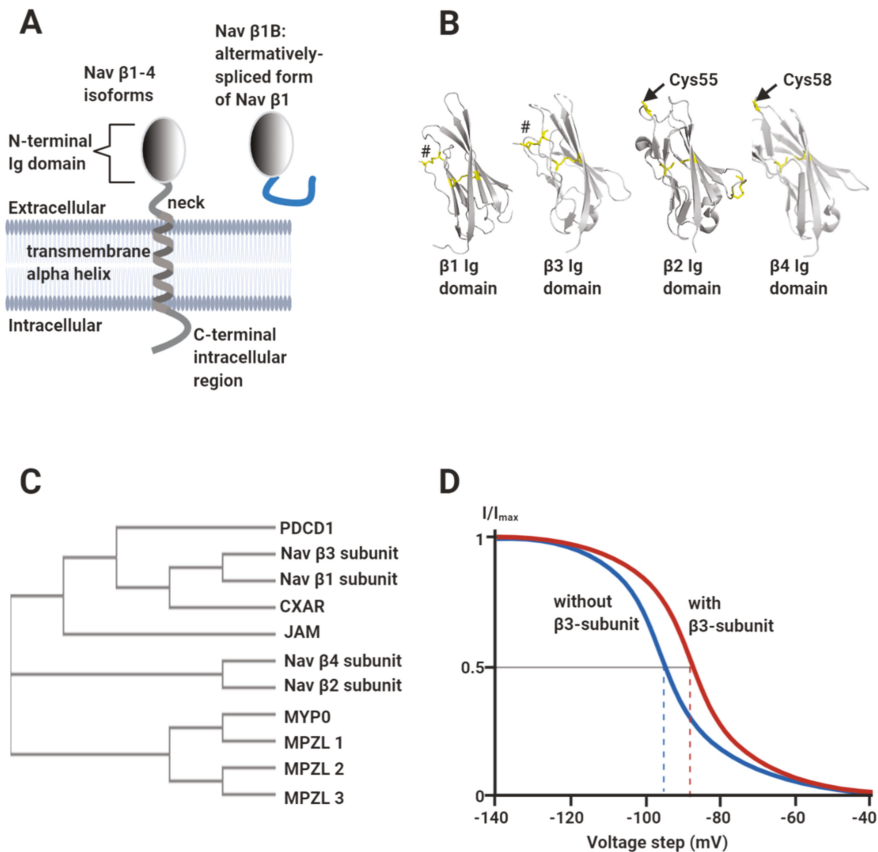 A
Nav β1-4
isoforms
Nav β1B:
altermatively-
spliced form
of Nav β1
N-terminal
Ig domain
neck
Extracellular
transmembrane
alpha helix
Intracellular
C-terminal
intracellular
region
B
#
#
Cys55
Cys58
β1 Ig
domain
β3 Ig
domain
β2 Ig
domain
β4 Ig
domain
C
PDCD1
Nav β3 subunit
Nav β1 subunit
CXAR
JAM
Nav β4 subunit
Nav β2 subunit
MYP0
MPZL 1
MPZL 2
MPZL 3
D
I/Imax
1
without
β3-subunit
with
β3-subunit
0.5
0
-140 -120 -100 -80 -60 -40
Voltage step (mV)